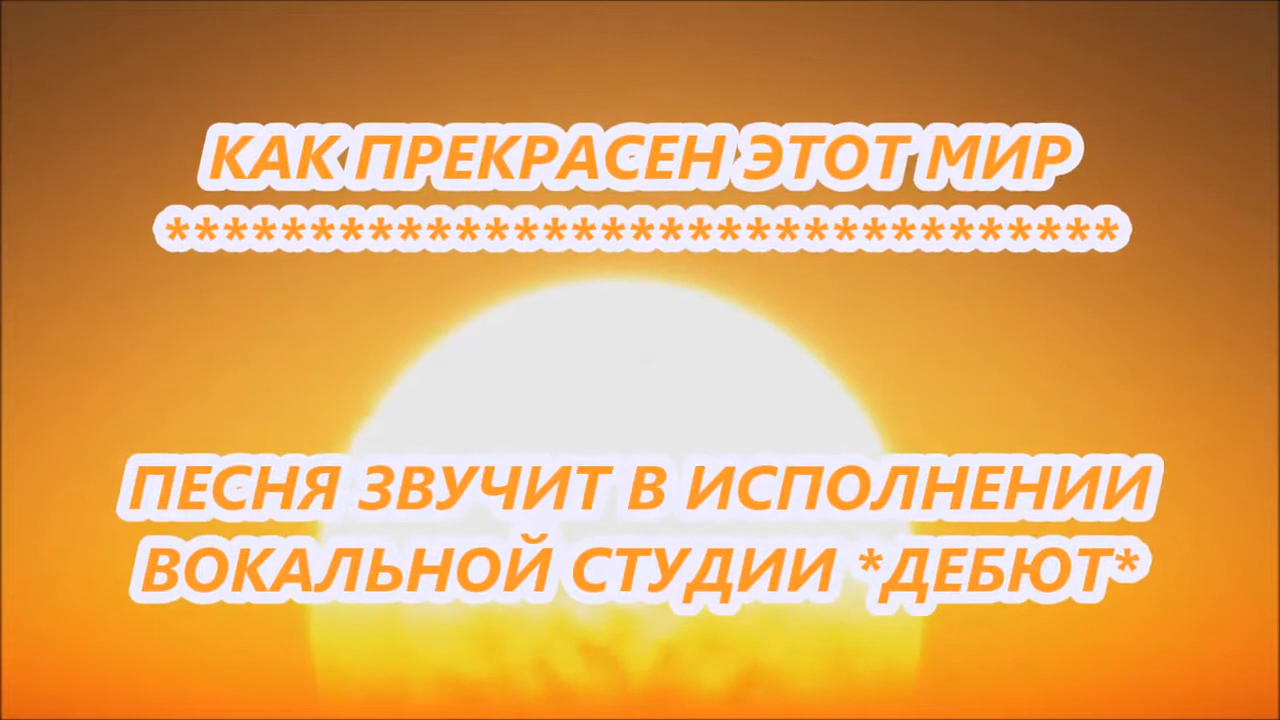 КАК ПРЕКРАСЕН ЭТОТ МИР
*********************************
ПЕСНЯ ЗВУЧИТ В ИСПОЛНЕНИИ
ВОКАЛЬНОЙ СТУДИИ *ДЕБЮТ*